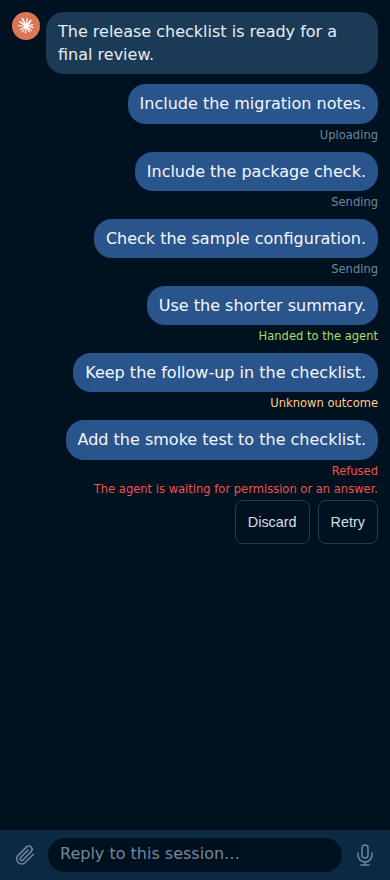 The release checklist is ready for a
final review.
Include the migration notes.
Uploading
Include the package check.
Sending
Check the sample configuration.
Sending
Use the shorter summary.
Handed to the agent
Keep the follow-up in the checklist.
Unknown outcome
Add the smoke test to the checklist.
Refused
The agent is waiting for permission or an answer.
Discard
Retry
Reply to this session...